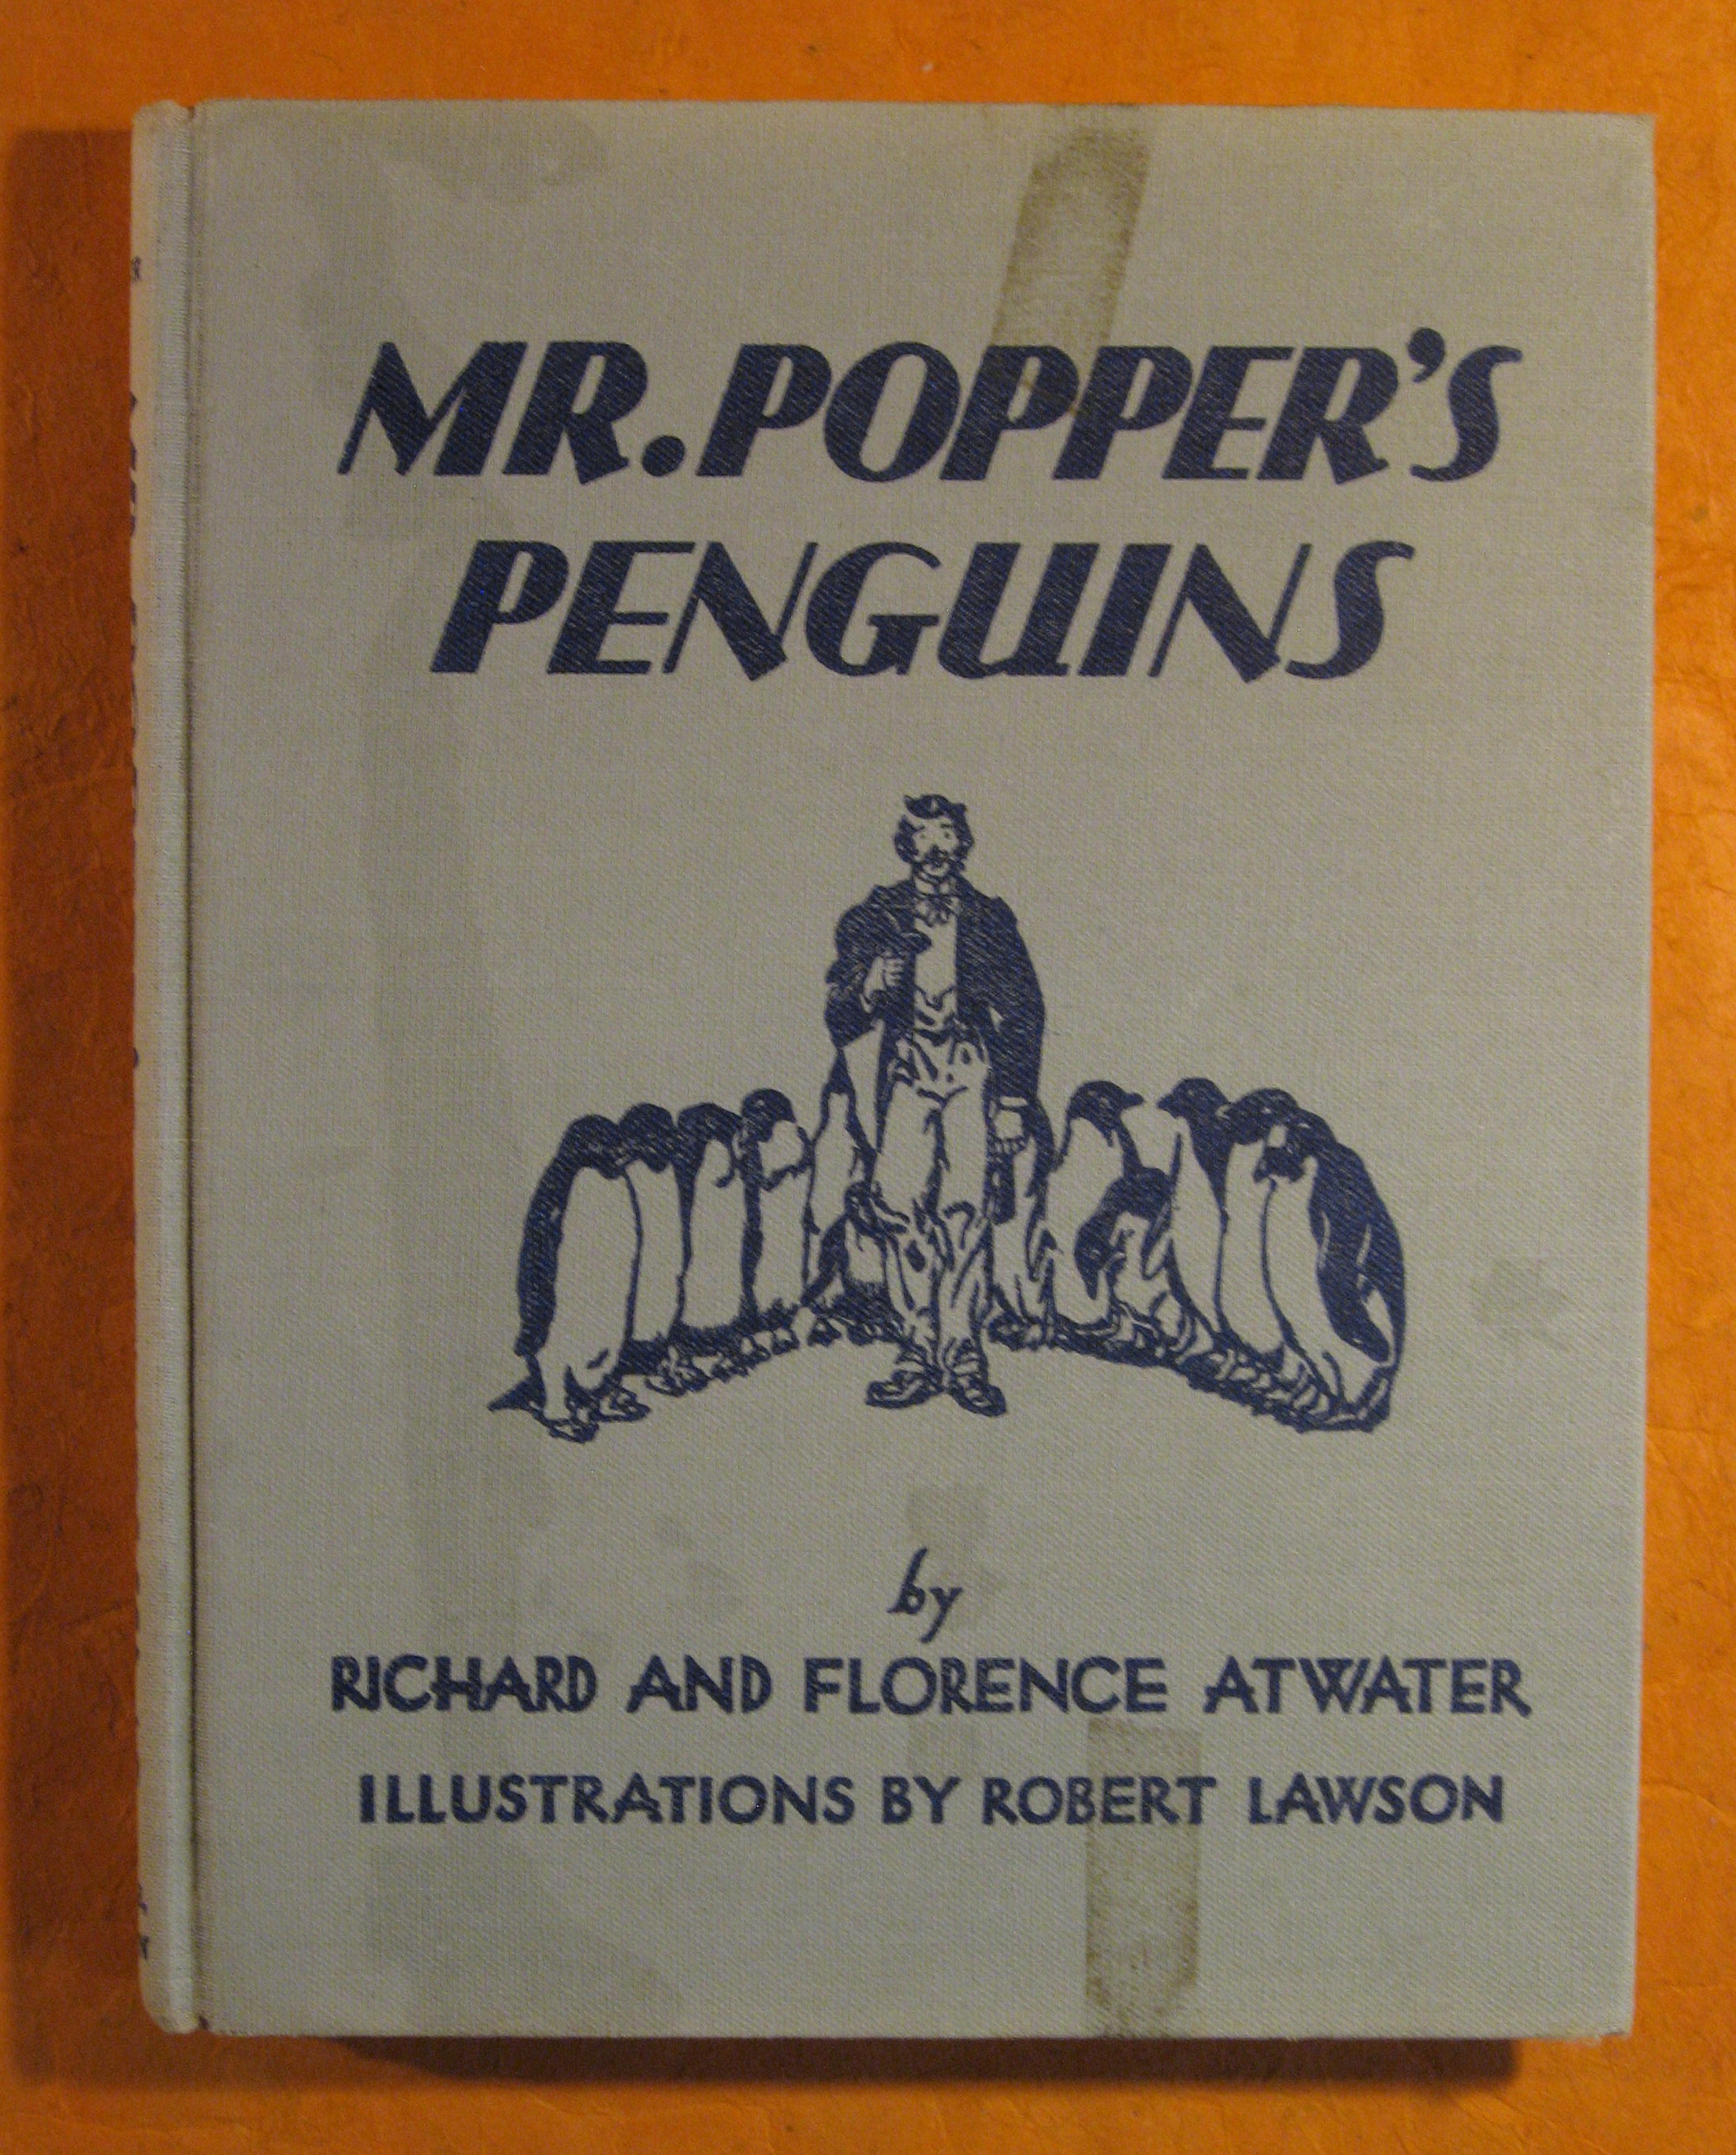 MR. POPPER'S
PENGUINS
by
RICHARD AND FLORENCE ATWATER
ILLUSTRATIONS BY ROBERT LAWSON